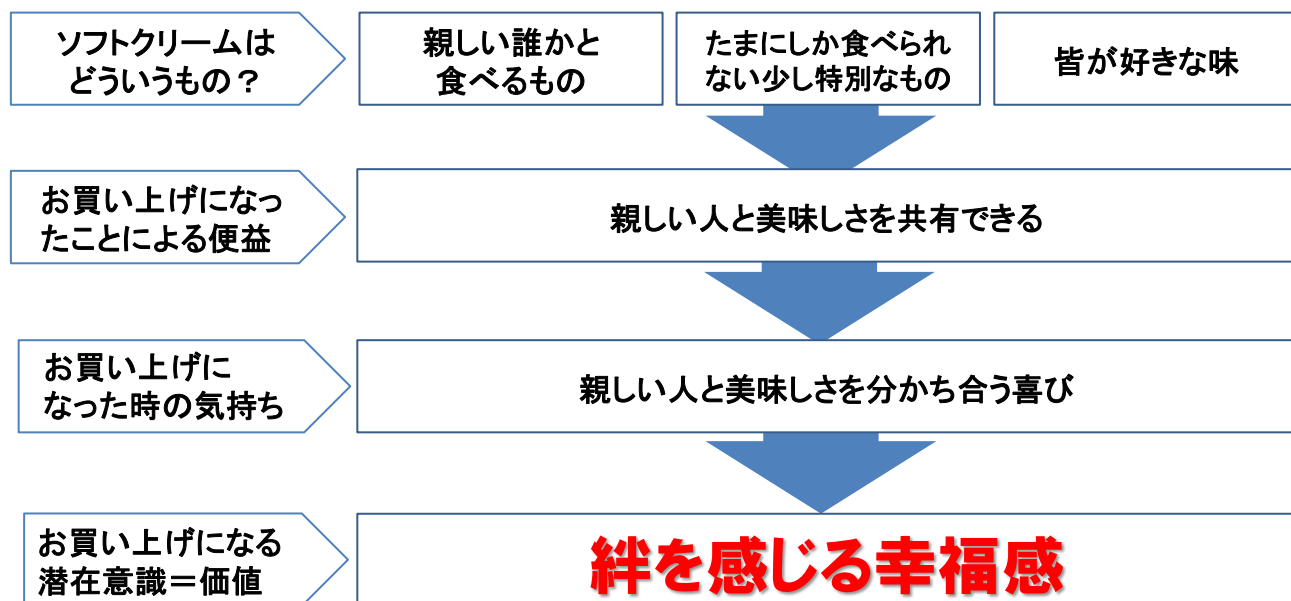 ソフトクリームは
どういうもの？
親しい誰かと
食べるもの
たまにしか食べられ
ない少し特別なもの
皆が好きな味
お買い上げになっ
たことによる便益
親しい人と美味しさを共有できる
お買い上げに
なった時の気持ち
親しい人と美味しさを分かち合う喜び
お買い上げになる
潜在意識＝価値
絆を感じる幸福感